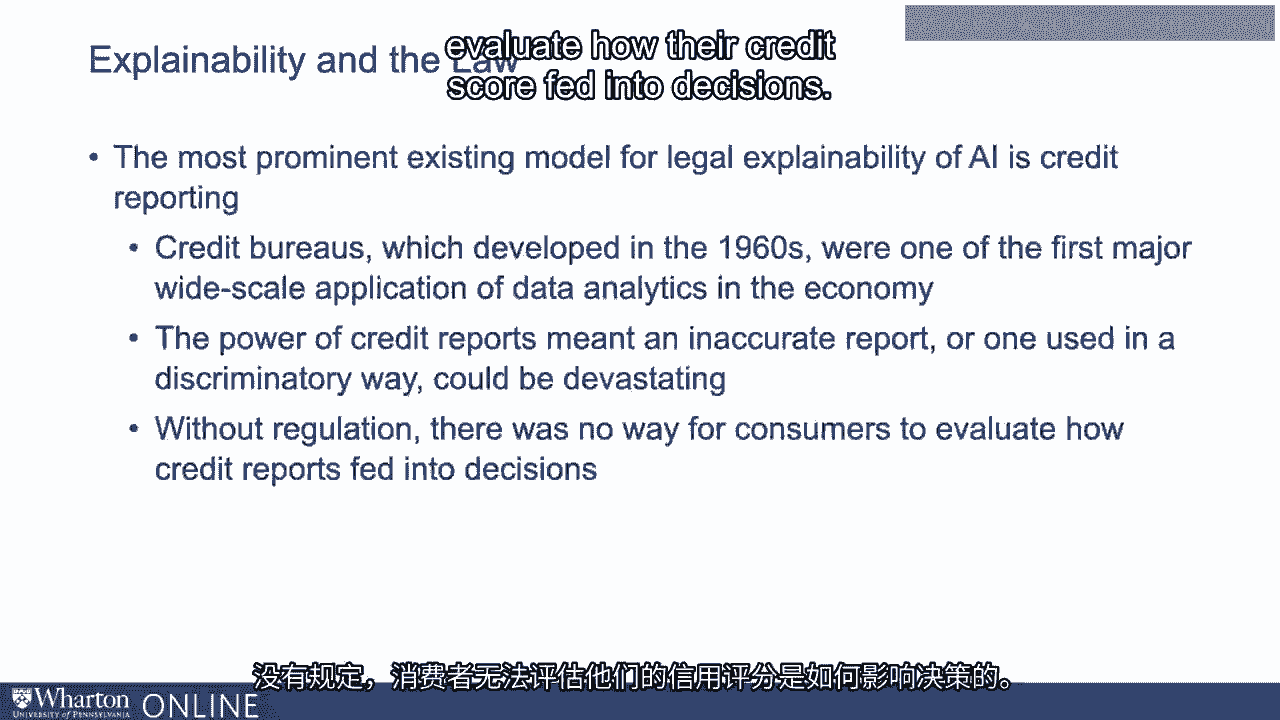 Explainability and the Law
evaluate how their credit
score fed into decisions.
• The most prominent existing model for legal explainability of AI is credit
reporting
• Credit bureaus, which developed in the 1960s, were one of the first major
wide-scale application of data analytics in the economy
• The power of credit reports meant an inaccurate report, or one used in a
discriminatory way, could be devastating
• Without regulation, there was no way for consumers to evaluate how
credit reports fed into decisions
没有规定，消费者无法评估他们的信用评分是如何影响决策的。
Wharton ONLINE
UNIVERSITY OF PENNSYLVANIA